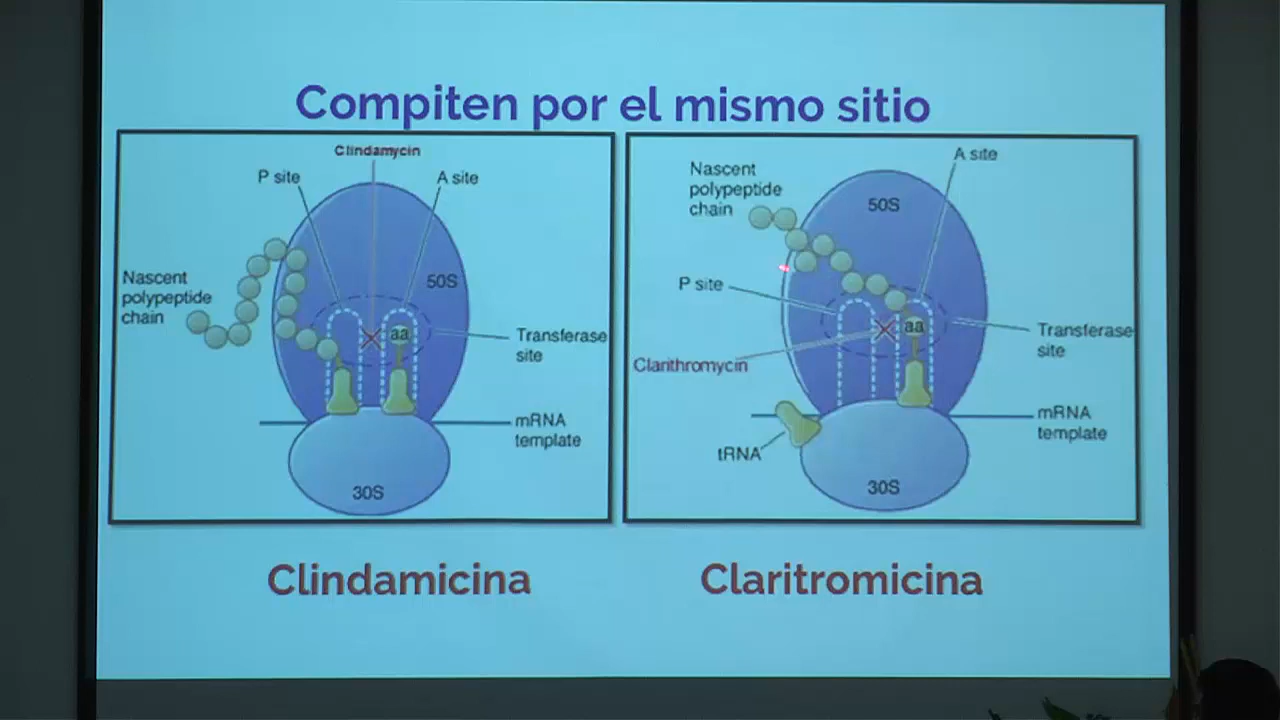 Compiten por el mismo sitio
Clindamycin
P site
A site
50S
Nascent
polypeptide
chain
aa
Transferase
site
mRNA
template
30S
Nascent
polypeptide
chain
A site
50S
P site
aa
Transferase
site
Clarithromycin
mRNA
template
tRNA
30S
Clindamicina
Claritromicina